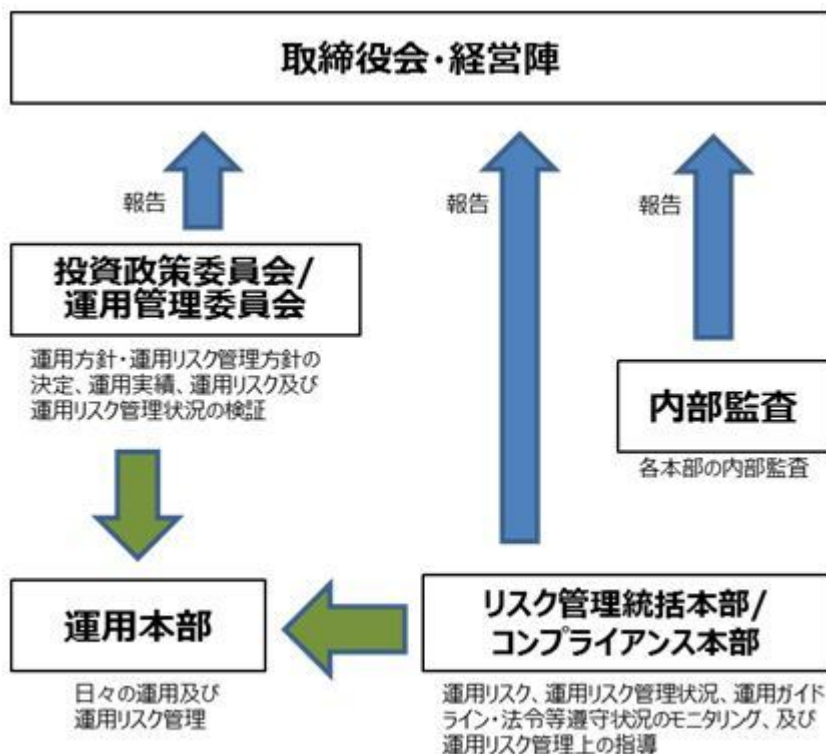 取締役会・経営陣
報告
報告
報告
投資政策委員会/
運用管理委員会
運用方針・運用リスク管理方針の
決定、運用実績、運用リスク及び
運用リスク管理状況の検証
内部監査
各本部の内部監査
運用本部
日々の運用及び
運用リスク管理
リスク管理統括本部/
コンプライアンス本部
運用リスク、運用リスク管理状況、運用ガイド
ライン・法令等遵守状況のモニタリング、及び
運用リスク管理上の指導